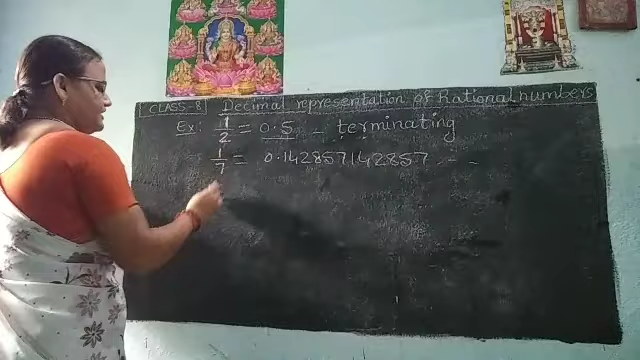 CLASS-8 Decimal representation of Rational numbers
Ex: 1/2 = 0.5 - terminating
1/7 = 0.142857142857 - - -